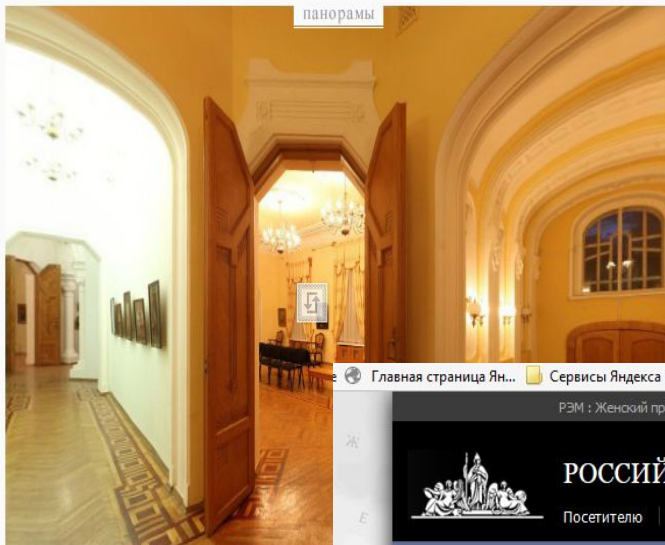 панорамы
Главная страница Ян... Сервисы Яндекса
РЭМ : Женский пр
Ж
РОССИЙ
Посетителю
Е